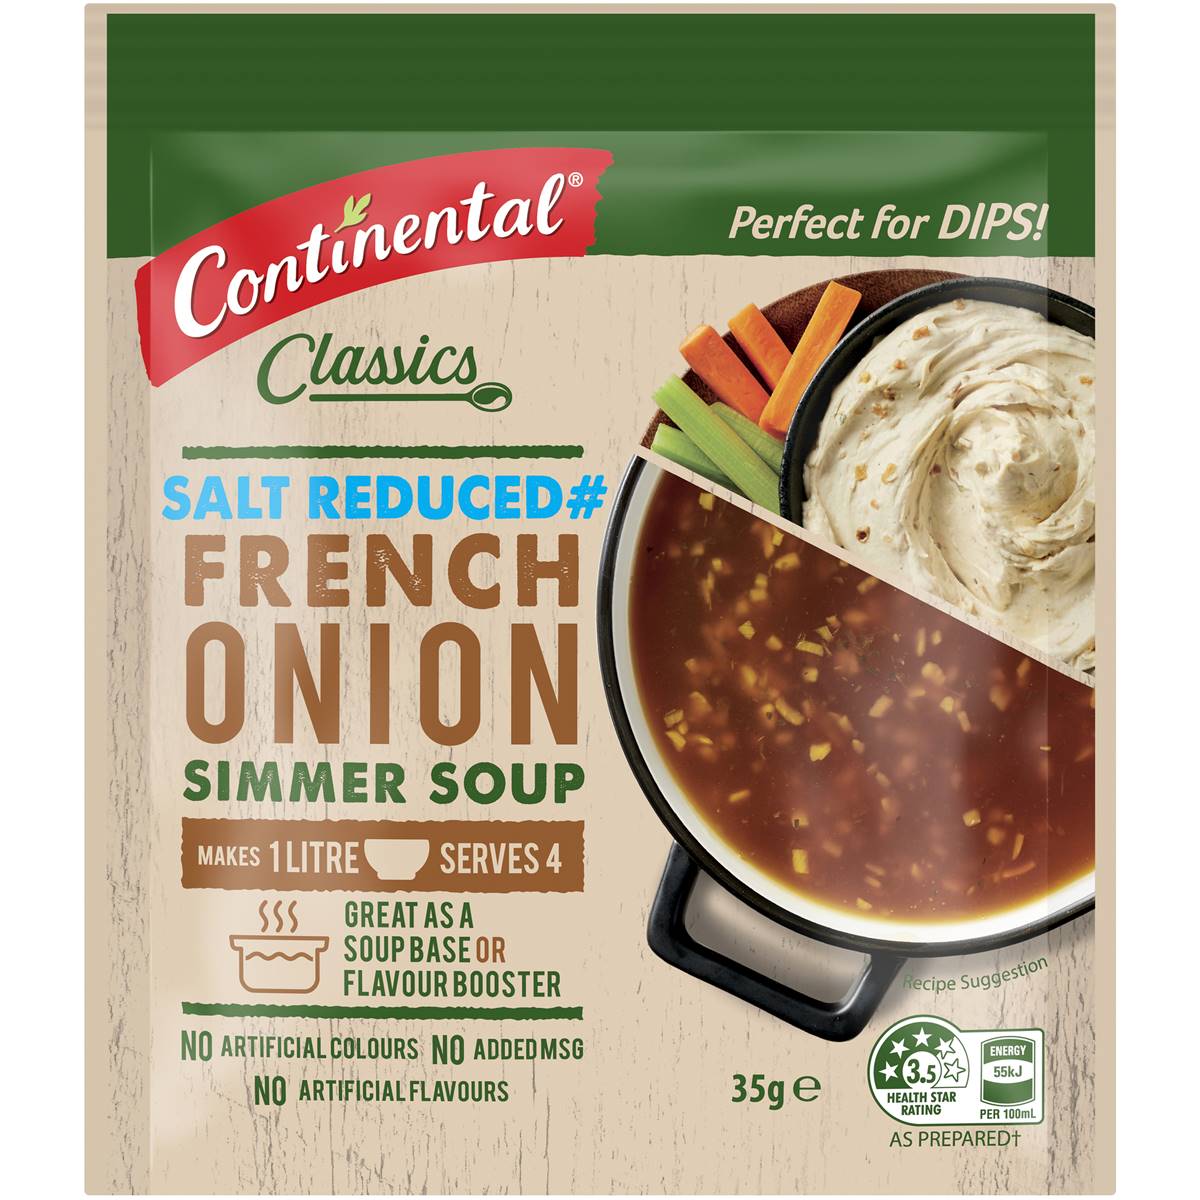 Continental®
Perfect for DIPS!
Classics
SALT REDUCED#
FRENCH
ONION
SIMMER SOUP
MAKES 1 LITRE SERVES 4
GREAT AS A
SOUP BASE OR
FLAVOUR BOOSTER
Recipe Suggestion
NO ARTIFICIAL COLOURS NO ADDED MSG
NO ARTIFICIAL FLAVOURS
35g e
3.5
HEALTH STAR
RATING
ENERGY
55kJ
PER 100mL
AS PREPARED†